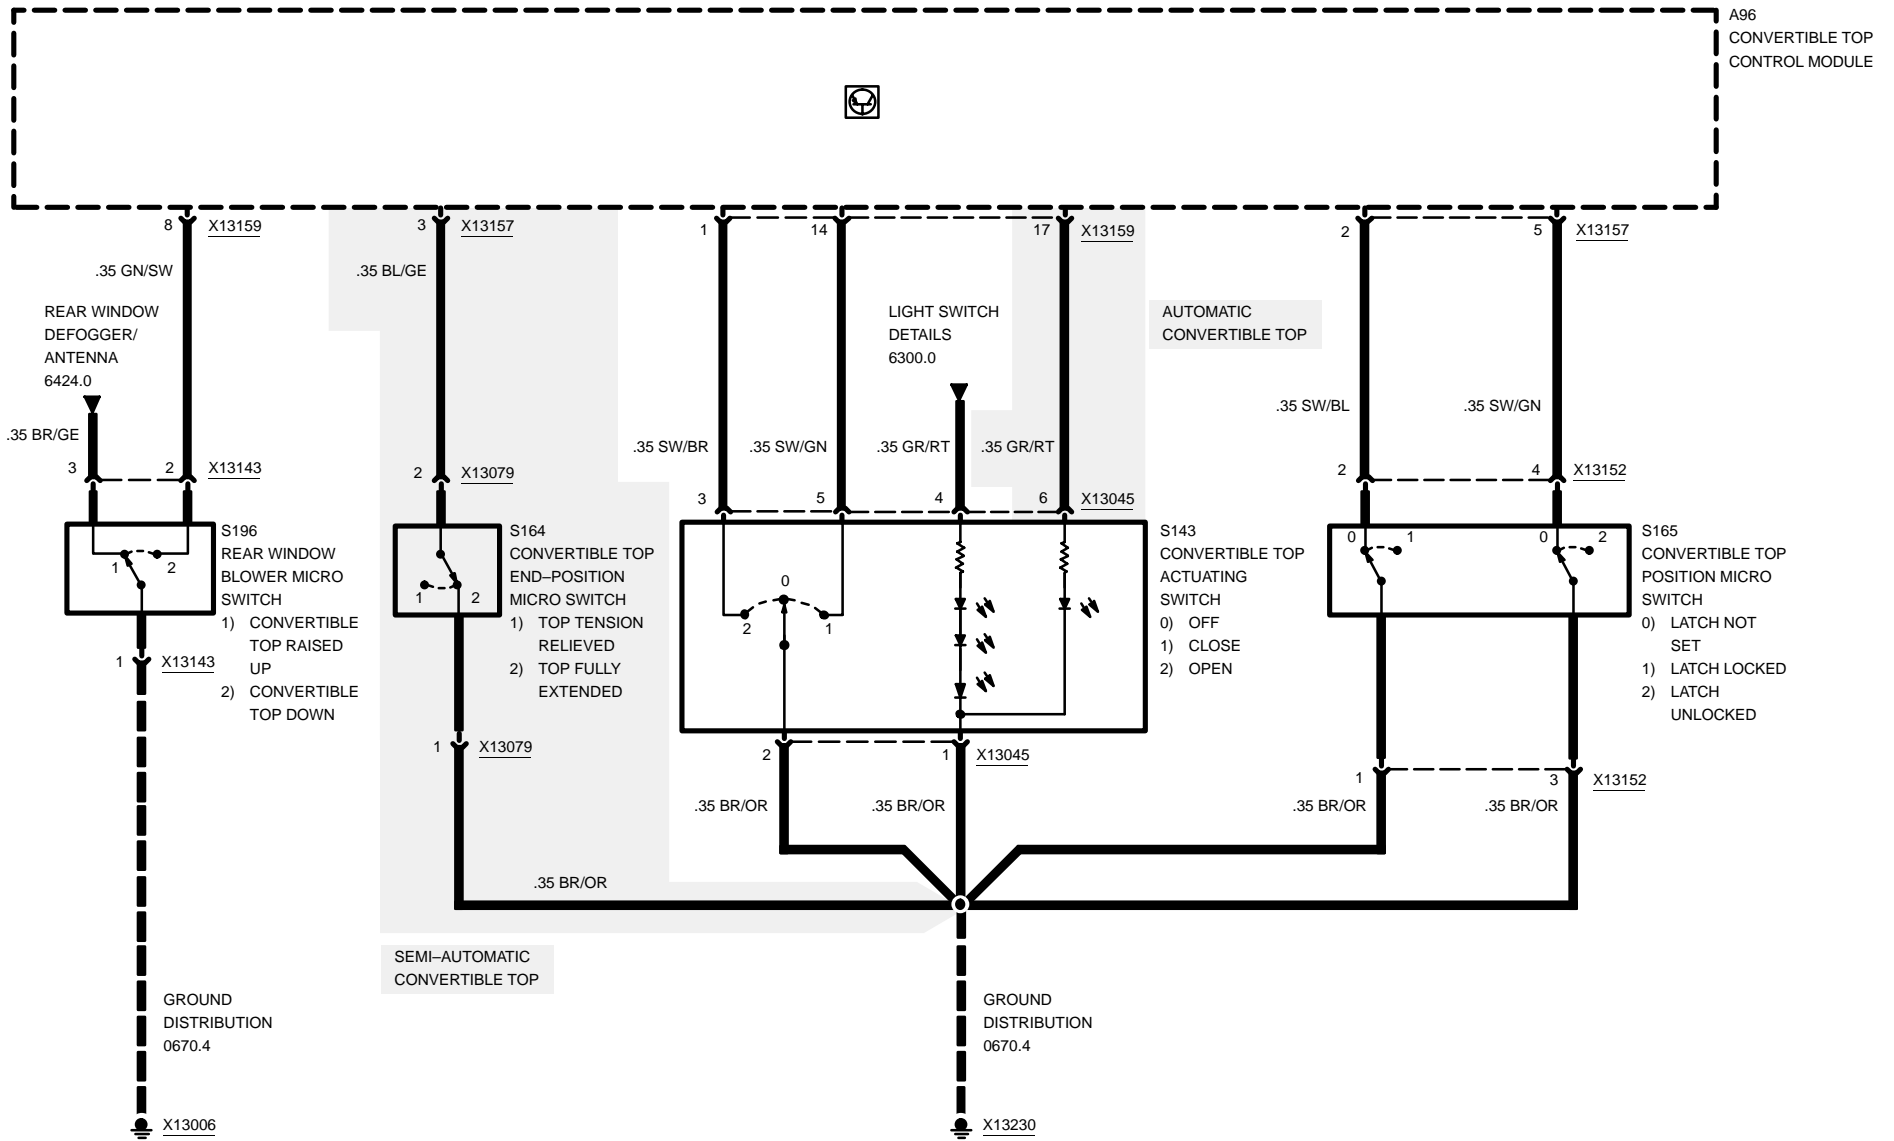 A96
CONVERTIBLE TOP
CONTROL MODULE
8 X13159
3 X13157
1 14 17 X13159
2 5 X13157
.35 GN/SW
.35 BL/GE
REAR WINDOW
DEFOGGER/
ANTENNA
6424.0
LIGHT SWITCH
DETAILS
6300.0
AUTOMATIC
CONVERTIBLE TOP
.35 BR/GE
.35 SW/BR
.35 SW/GN
.35 GR/RT
.35 GR/RT
.35 SW/BL
.35 SW/GN
3 2 X13143
2 X13079
3 5 4 6 X13045
2 4 X13152
1 2
S196
REAR WINDOW
BLOWER MICRO
SWITCH
1) CONVERTIBLE
TOP RAISED
UP
2) CONVERTIBLE
TOP DOWN
1 2
S164
CONVERTIBLE TOP
END–POSITION
MICRO SWITCH
1) TOP TENSION
RELIEVED
2) TOP FULLY
EXTENDED
0
2 1
S143
CONVERTIBLE TOP
ACTUATING
SWITCH
0) OFF
1) CLOSE
2) OPEN
0 1 0 2
S165
CONVERTIBLE TOP
POSITION MICRO
SWITCH
0) LATCH NOT
SET
1) LATCH LOCKED
2) LATCH
UNLOCKED
1 X13143
1 X13079
2 1 X13045
1 3 X13152
.35 BR/OR
.35 BR/OR
.35 BR/OR
.35 BR/OR
.35 BR/OR
SEMI–AUTOMATIC
CONVERTIBLE TOP
GROUND
DISTRIBUTION
0670.4
GROUND
DISTRIBUTION
0670.4
X13006
X13230